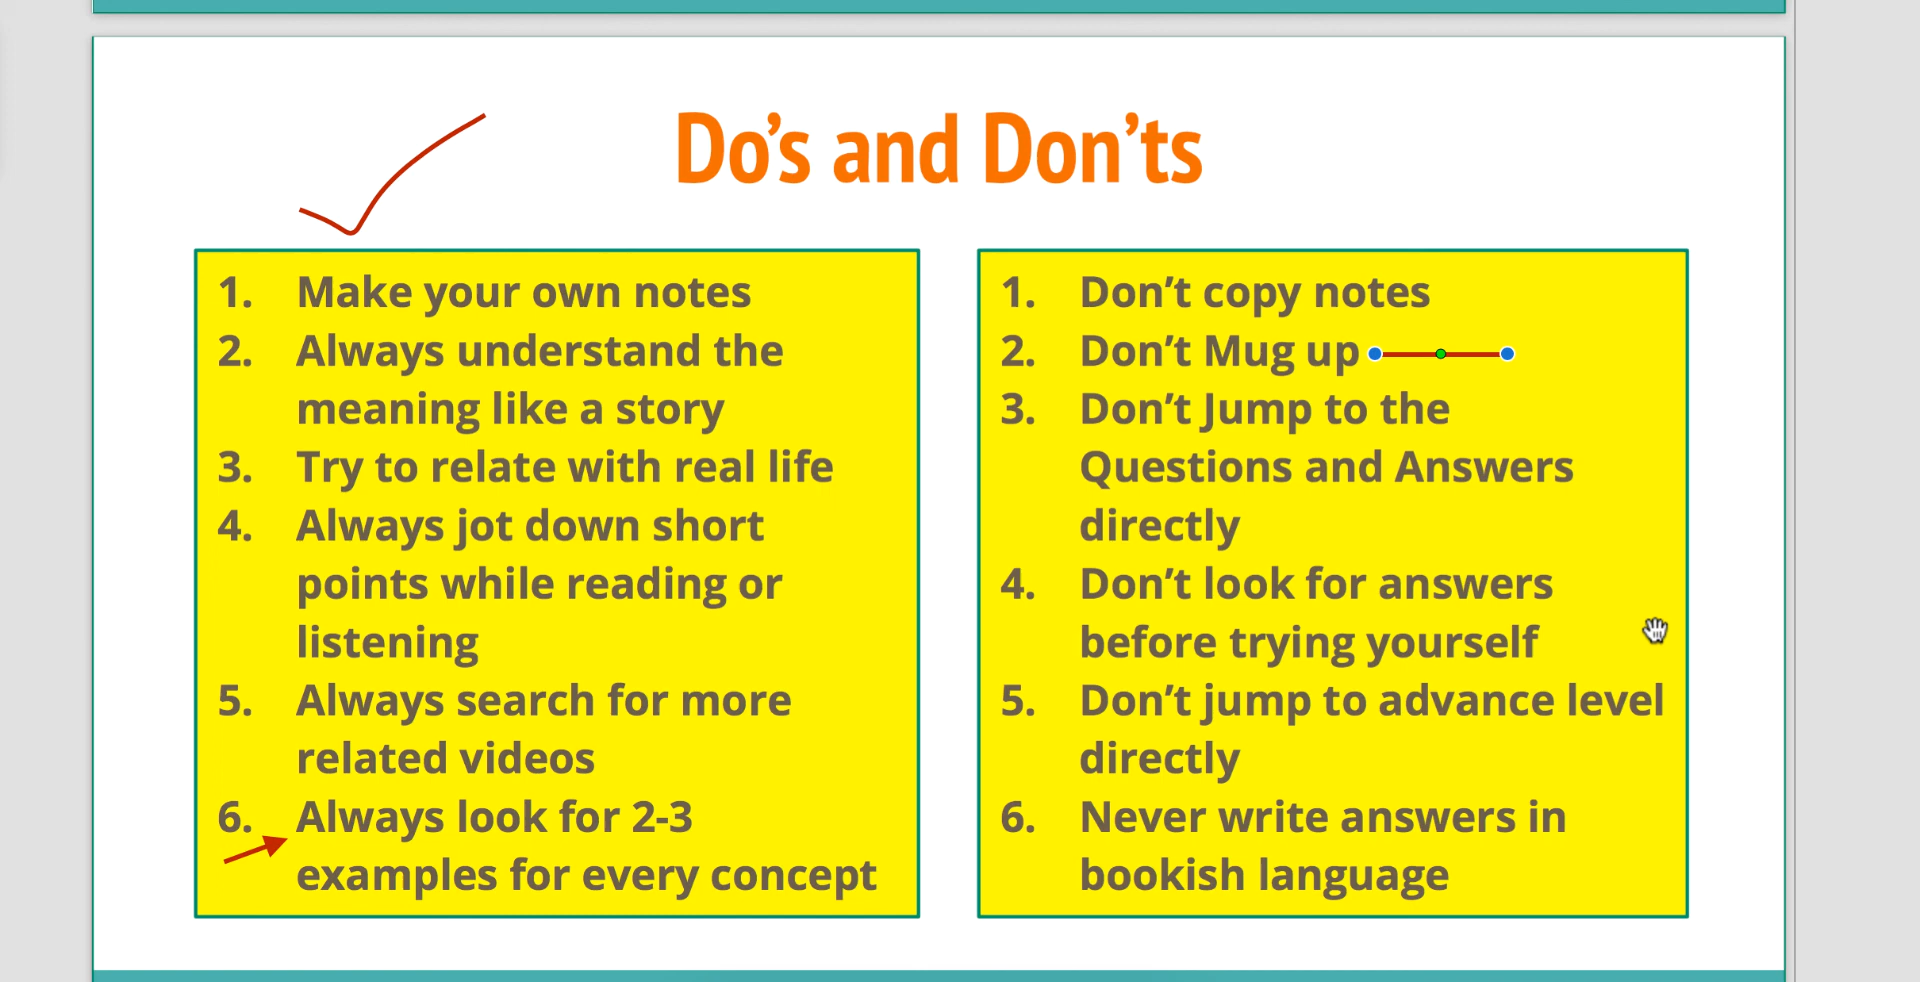 Do's and Don'ts
1. Make your own notes
2. Always understand the
meaning like a story
3. Try to relate with real life
4. Always jot down short
points while reading or
listening
5. Always search for more
related videos
6. Always look for 2-3
examples for every concept
1. Don't copy notes
2. Don't Mug up
3. Don't Jump to the
Questions and Answers
directly
4. Don't look for answers
before trying yourself
5. Don't jump to advance level
directly
6. Never write answers in
bookish language